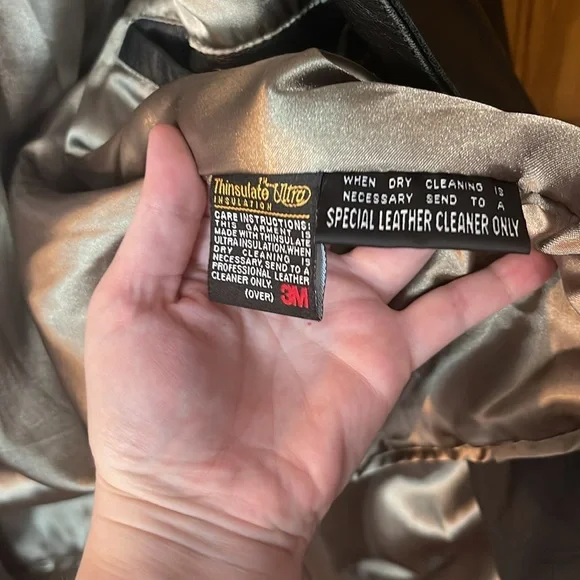 Thinsulate Ultra
INSULATION
CARE INSTRUCTIONS:
THIS GARMENT IS
MADE WITH THINSULATE
ULTRA INSULATION. WHEN
DRY CLEANING IS
NECESSARY. SEND TO A
PROFESSIONAL LEATHER
CLEANER ONLY.
(OVER) 3M
WHEN DRY CLEANING IS
NECESSARY SEND TO A
SPECIAL LEATHER CLEANER ONLY